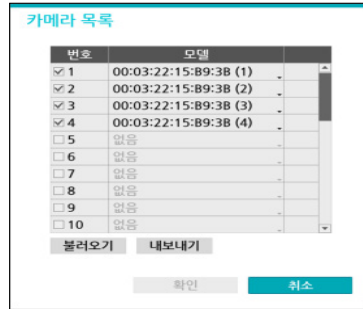 카메라 목록
번호 모델
1 00:03:22:15:B9:3B (1)
2 00:03:22:15:B9:3B (2)
3 00:03:22:15:B9:3B (3)
4 00:03:22:15:B9:3B (4)
5 없음
6 없음
7 없음
8 없음
9 없음
10 없음
불러오기 내보내기
확인 취소